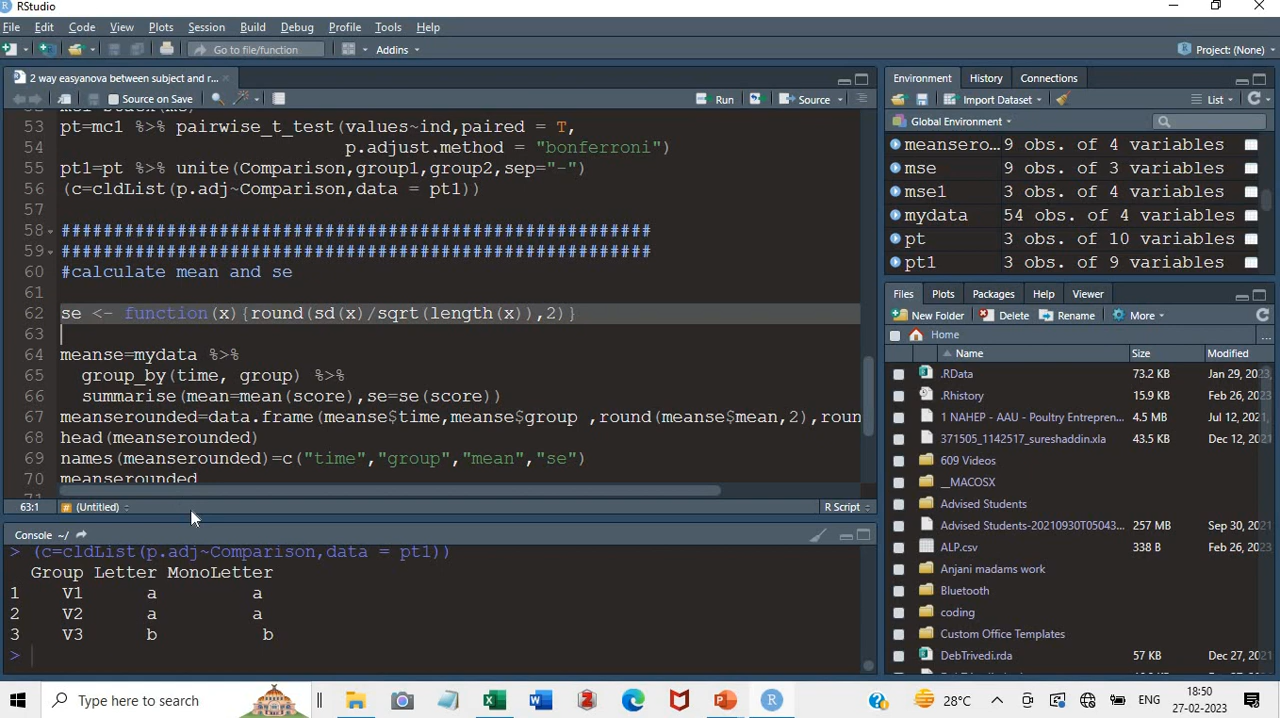 RStudio
File Edit Code View Plots Session Build Debug Profile Tools Help
Go to file/function Addins Project: (None)
2 way easyanova between subject and r...
Source on Save Run Source
53 pt=mc1 %>% pairwise_t_test(values~ind,paired = T,
54 p.adjust.method = "bonferroni")
55 pt1=pt %>% unite(Comparison,group1,group2,sep="-")
56 (c=cldList(p.adj~Comparison,data = pt1))
57
58 ########################################################
59 ########################################################
60 #calculate mean and se
61
62 se <- function(x){round(sd(x)/sqrt(length(x)),2)}
63
64 meanse=mydata %>%
65 group_by(time, group) %>%
66 summarise(mean=mean(score),se=se(score))
67 meanserounded=data.frame(meanse$time,meanse$group ,round(meanse$mean,2),roun
68 head(meanserounded)
69 names(meanserounded)=c("time","group","mean","se")
70 meanserounded
63:1 (Untitled) R Script
Console ~/
> (c=cldList(p.adj~Comparison,data = pt1))
Group Letter MonoLetter
1 V1 a a
2 V2 a a
3 V3 b b
>
Environment History Connections
Import Dataset List
Global Environment
meansero... 9 obs. of 4 variables
mse 9 obs. of 3 variables
mse1 3 obs. of 4 variables
mydata 54 obs. of 4 variables
pt 3 obs. of 10 variables
pt1 3 obs. of 9 variables
Files Plots Packages Help Viewer
New Folder Delete Rename More
Home ...
Name Size Modified
.RData 73.2 KB Jan 29, 2023,
.Rhistory 15.9 KB Feb 26, 2023,
1 NAHEP - AAU - Poultry Entrepren... 4.5 MB Jul 12, 2021,
371505_1142517_sureshaddin.xla 43.5 KB Dec 12, 2021
609 Videos
__MACOSX
Advised Students
Advised Students-20210930T05043... 257 MB Sep 30, 2021,
ALP.csv 338 B Feb 26, 2023,
Anjani madams work
Bluetooth
coding
Custom Office Templates
DebTrivedi.rda 57 KB Dec 27, 2021
Type here to search
28°C ENG 18:50
27-02-2023